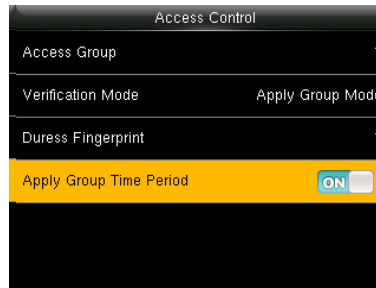 Access Control
Access Group
Verification Mode Apply Group Mode
Duress Fingerprint
Apply Group Time Period ON